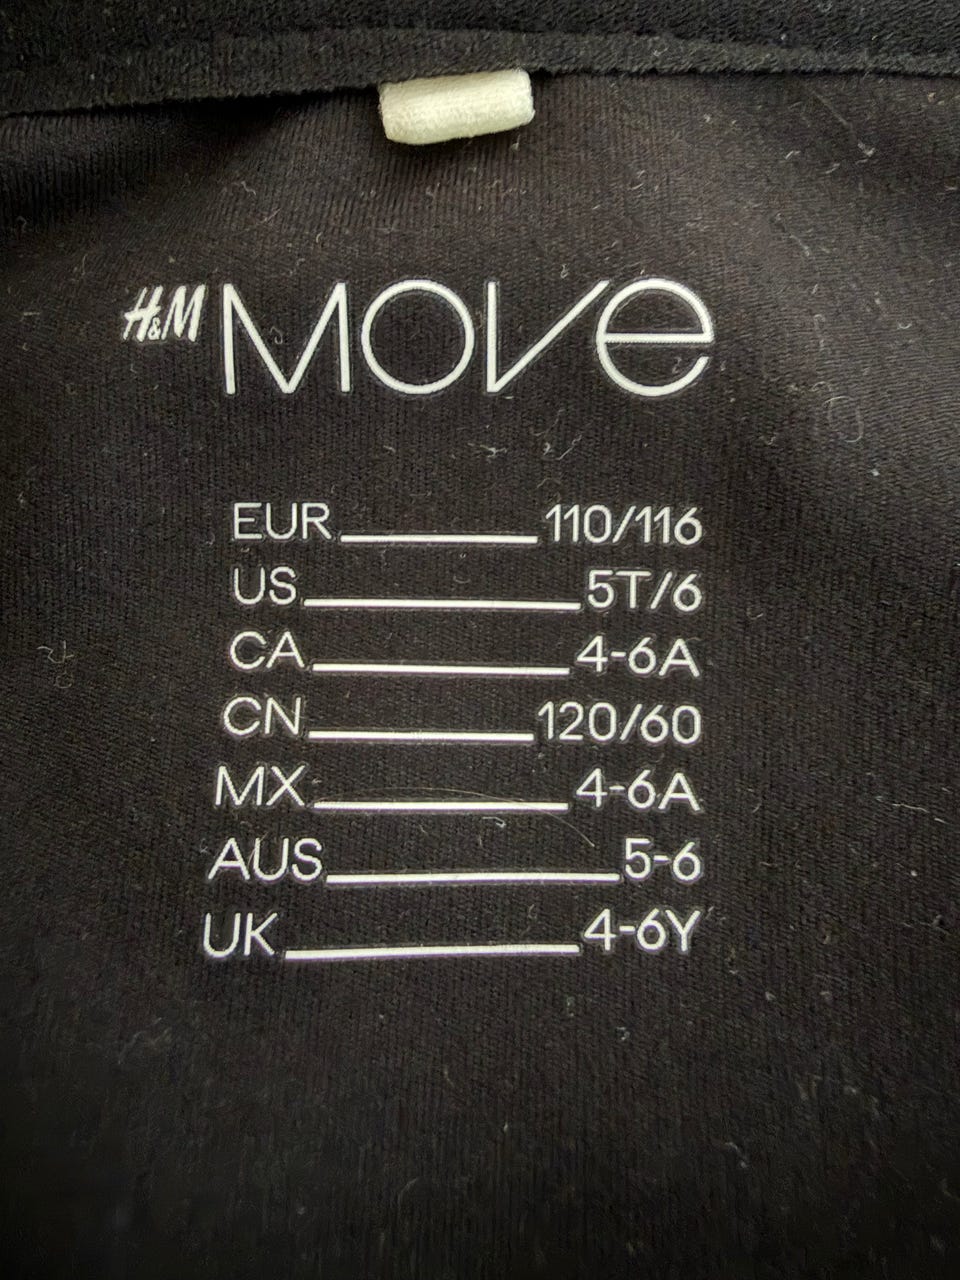 H&M MOVE
EUR 110/116
US 5T/6
CA 4-6A
CN 120/60
MX 4-6A
AUS 5-6
UK 4-6Y